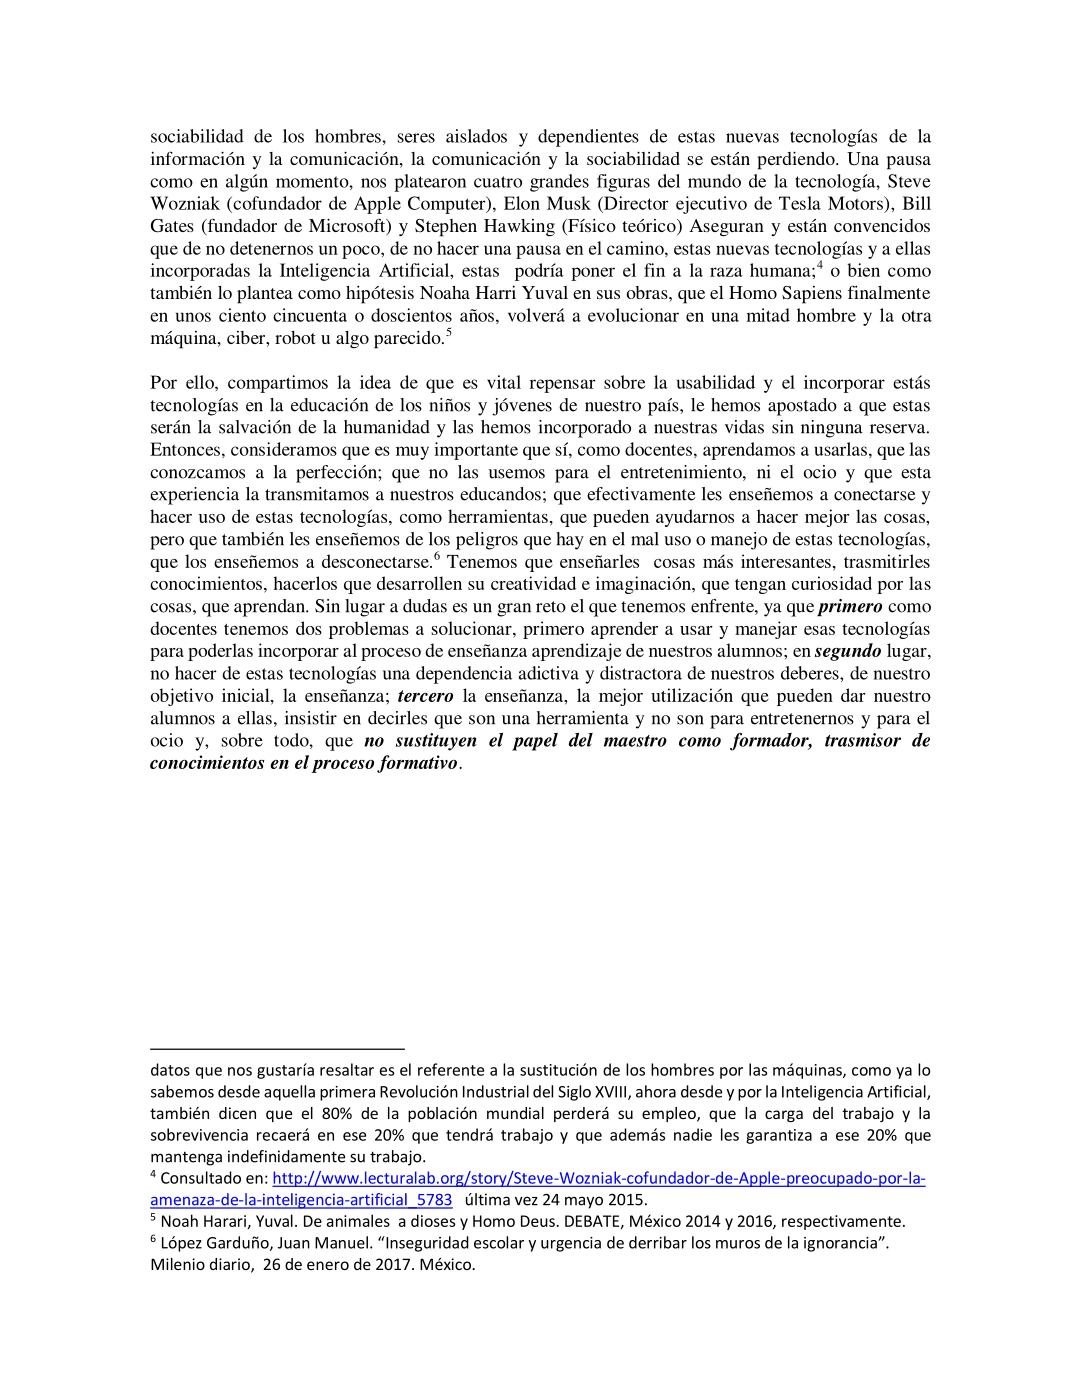 sociabilidad de los hombres, seres aislados y dependientes de estas nuevas tecnologías de la
información y la comunicación, la comunicación y la sociabilidad se están perdiendo. Una pausa
como en algún momento, nos platearon cuatro grandes figuras del mundo de la tecnología, Steve
Wozniak (cofundador de Apple Computer), Elon Musk (Director ejecutivo de Tesla Motors), Bill
Gates (fundador de Microsoft) y Stephen Hawking (Físico teórico) Aseguran y están convencidos
que de no detenernos un poco, de no hacer una pausa en el camino, estas nuevas tecnologías y a ellas
incorporadas la Inteligencia Artificial, estas  podría poner el fin a la raza humana;4 o bien como
también lo plantea como hipótesis Noaha Harri Yuval en sus obras, que el Homo Sapiens finalmente
en unos ciento cincuenta o doscientos años, volverá a evolucionar en una mitad hombre y la otra
máquina, ciber, robot u algo parecido.5
Por ello, compartimos la idea de que es vital repensar sobre la usabilidad y el incorporar estás
tecnologías en la educación de los niños y jóvenes de nuestro país, le hemos apostado a que estas
serán la salvación de la humanidad y las hemos incorporado a nuestras vidas sin ninguna reserva.
Entonces, consideramos que es muy importante que sí, como docentes, aprendamos a usarlas, que las
conozcamos a la perfección; que no las usemos para el entretenimiento, ni el ocio y que esta
experiencia la transmitamos a nuestros educandos; que efectivamente les enseñemos a conectarse y
hacer uso de estas tecnologías, como herramientas, que pueden ayudarnos a hacer mejor las cosas,
pero que también les enseñemos de los peligros que hay en el mal uso o manejo de estas tecnologías,
que los enseñemos a desconectarse.6 Tenemos que enseñarles  cosas más interesantes, trasmitirles
conocimientos, hacerlos que desarrollen su creatividad e imaginación, que tengan curiosidad por las
cosas, que aprendan. Sin lugar a dudas es un gran reto el que tenemos enfrente, ya que primero como
docentes tenemos dos problemas a solucionar, primero aprender a usar y manejar esas tecnologías
para poderlas incorporar al proceso de enseñanza aprendizaje de nuestros alumnos; en segundo lugar,
no hacer de estas tecnologías una dependencia adictiva y distractora de nuestros deberes, de nuestro
objetivo inicial, la enseñanza; tercero la enseñanza, la mejor utilización que pueden dar nuestro
alumnos a ellas, insistir en decirles que son una herramienta y no son para entretenernos y para el
ocio y, sobre todo, que no sustituyen el papel del maestro como formador, trasmisor de
conocimientos en el proceso formativo.
datos que nos gustaría resaltar es el referente a la sustitución de los hombres por las máquinas, como ya lo
sabemos desde aquella primera Revolución Industrial del Siglo XVIII, ahora desde y por la Inteligencia Artificial,
también dicen que el 80% de la población mundial perderá su empleo, que la carga del trabajo y la
sobrevivencia recaerá en ese 20% que tendrá trabajo y que además nadie les garantiza a ese 20% que
mantenga indefinidamente su trabajo.
4 Consultado en: http://www.lecturalab.org/story/Steve-Wozniak-cofundador-de-Apple-preocupado-por-la-
amenaza-de-la-inteligencia-artificial_5783   última vez 24 mayo 2015.
5 Noah Harari, Yuval. De animales  a dioses y Homo Deus. DEBATE, México 2014 y 2016, respectivamente.
6 López Garduño, Juan Manuel. “Inseguridad escolar y urgencia de derribar los muros de la ignorancia”.
Milenio diario,  26 de enero de 2017. México.